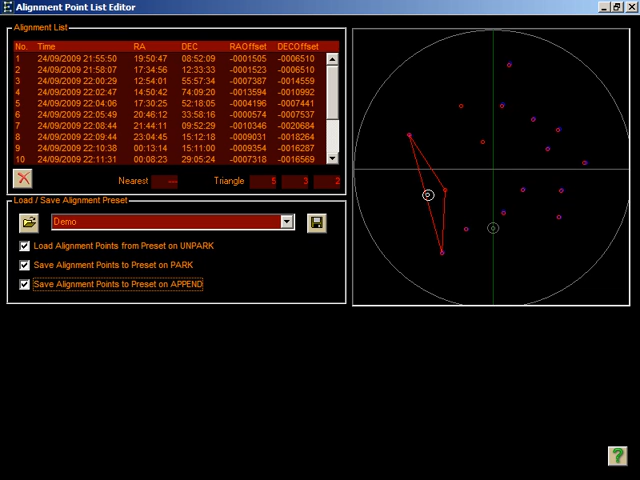 Alignment Point List Editor
Alignment List
No. Time RA DEC RAOffset DECOffset
1 24/09/2009 21:55:50 19:50:47 08:52:09 -0001505 -0006510
2 24/09/2009 21:58:07 17:34:56 12:33:33 -0001523 -0006510
3 24/09/2009 22:00:29 12:54:01 55:57:34 -0007387 -0014559
4 24/09/2009 22:02:47 14:50:42 74:09:20 -0013594 -0010992
5 24/09/2009 22:04:06 17:30:25 52:18:05 -0004196 -0007441
6 24/09/2009 22:05:49 20:46:12 33:58:16 -0000574 -0007537
7 24/09/2009 22:08:44 21:44:11 09:52:29 -0010346 -0020684
8 24/09/2009 22:09:44 23:04:45 15:12:18 -0009031 -0018264
9 24/09/2009 22:10:38 00:13:14 15:11:00 -0009354 -0016287
10 24/09/2009 22:11:31 00:08:23 29:05:24 -0007318 -0016569
Nearest --- Triangle 5 3 2
Load / Save Alignment Preset
Demo
Load Alignment Points from Preset on UNPARK
Save Alignment Points to Preset on PARK
Save Alignment Points to Preset on APPEND
?